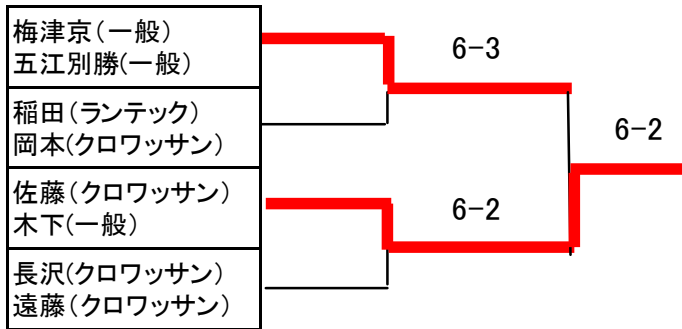 梅津京(一般)
五江別勝(一般)
稲田(ランテック)
岡本(クロワッサン)
佐藤(クロワッサン)
木下(一般)
長沢(クロワッサン)
遠藤(クロワッサン)
6-3
6-2
6-2